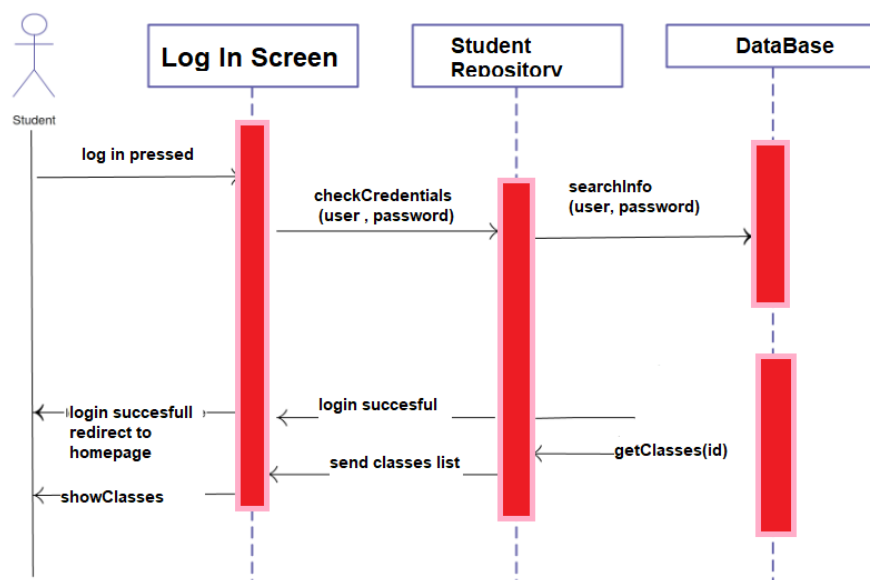 Student
Log In Screen
Student
Repository
DataBase
log in pressed
checkCredentials
(user , password)
searchInfo
(user, password)
login succesful
login succesfull
redirect to
homepage
getClasses(id)
send classes list
showClasses